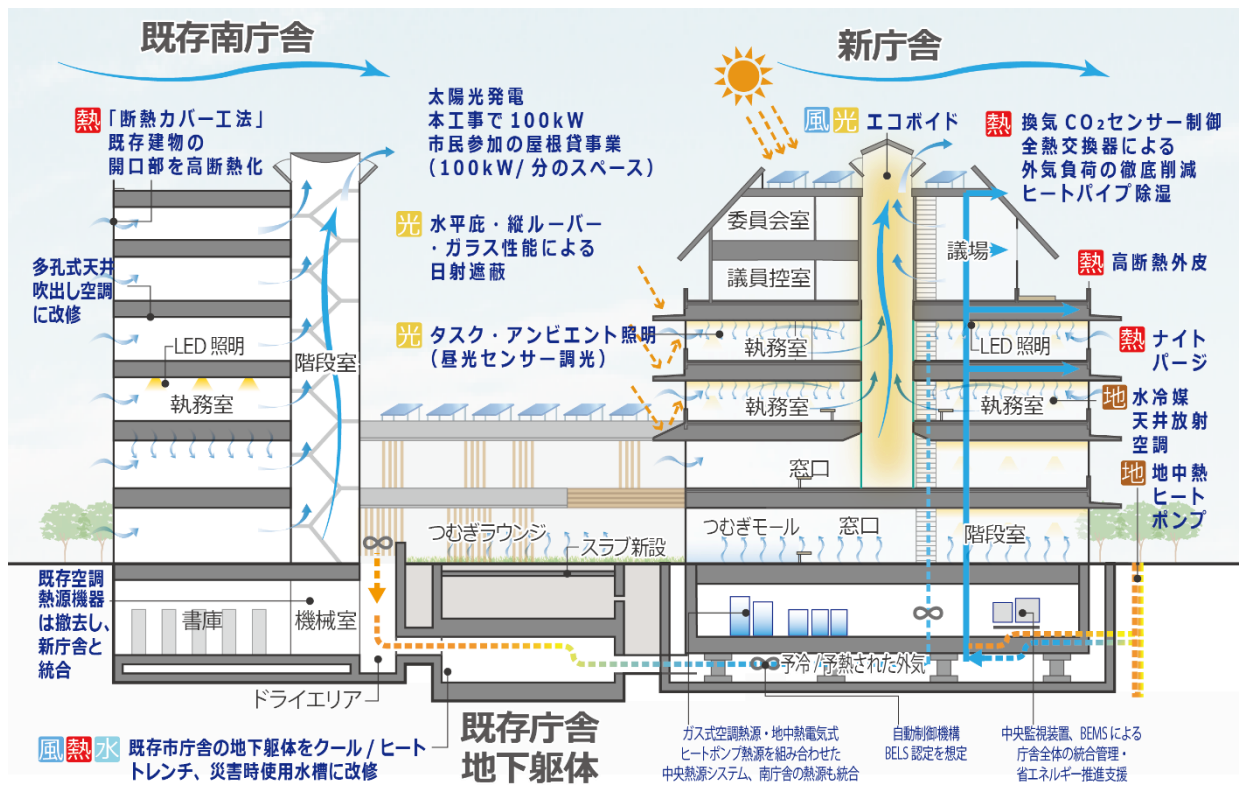 既存南庁舎
新庁舎
熱
「断熱カバー工法」
既存建物の
開口部を高断熱化
太陽光発電
本工事で100kW
市民参加の屋根貸事業
(100kW/分のスペース)
風 光 エコボイド
熱
換気CO₂センサー制御
全熱交換器による
外気負荷の徹底削減
ヒートパイプ除湿
光
水平庇・縦ルーバー
・ガラス性能による
日射遮蔽
委員会室
議員控室
議場
熱 高断熱外皮
多孔式天井
吹出し空調
に改修
LED照明
執務室
階段室
光
タスク・アンビエント照明
(昼光センサー調光)
執務室
LED照明
熱
ナイト
パージ
執務室
執務室
地
水冷媒
天井放射
空調
窓口
地
地中熱
ヒート
ポンプ
つむぎラウンジ
スラブ新設
つむぎモール
窓口
階段室
既存空調
熱源機器
は撤去し、
新庁舎と
統合
書庫
機械室
予冷/予熱された外気
ドライエリア
既存庁舎
地下躯体
風 熱 水
既存市庁舎の地下躯体をクール/ヒート
トレンチ、災害時使用水槽に改修
ガス式空調熱源・地中熱電気式
ヒートポンプ熱源を組み合わせた
中央熱源システム、南庁舎の熱源も統合
自動制御機構
BELS認定を想定
中央監視装置、BEMSによる
庁舎全体の統合管理・
省エネルギー推進支援